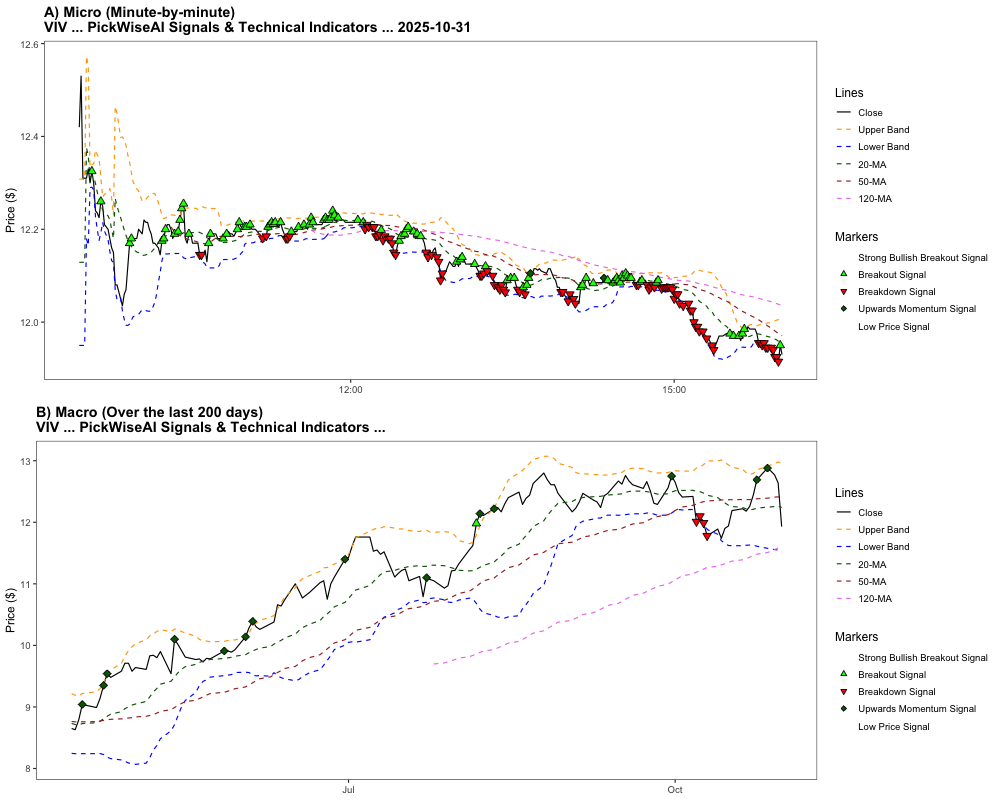 A) Micro (Minute-by-minute)
VIV ... PickWiseAI Signals & Technical Indicators ... 2025-10-31
12.6
12.4
12.2
12.0
Price ($)
12:00
15:00
Lines
Close
Upper Band
Lower Band
20-MA
50-MA
120-MA
Markers
Strong Bullish Breakout Signal
Breakout Signal
Breakdown Signal
Upwards Momentum Signal
Low Price Signal
B) Macro (Over the last 200 days)
VIV ... PickWiseAI Signals & Technical Indicators ...
13
12
11
10
9
8
Price ($)
Jul
Oct
Lines
Close
Upper Band
Lower Band
20-MA
50-MA
120-MA
Markers
Strong Bullish Breakout Signal
Breakout Signal
Breakdown Signal
Upwards Momentum Signal
Low Price Signal